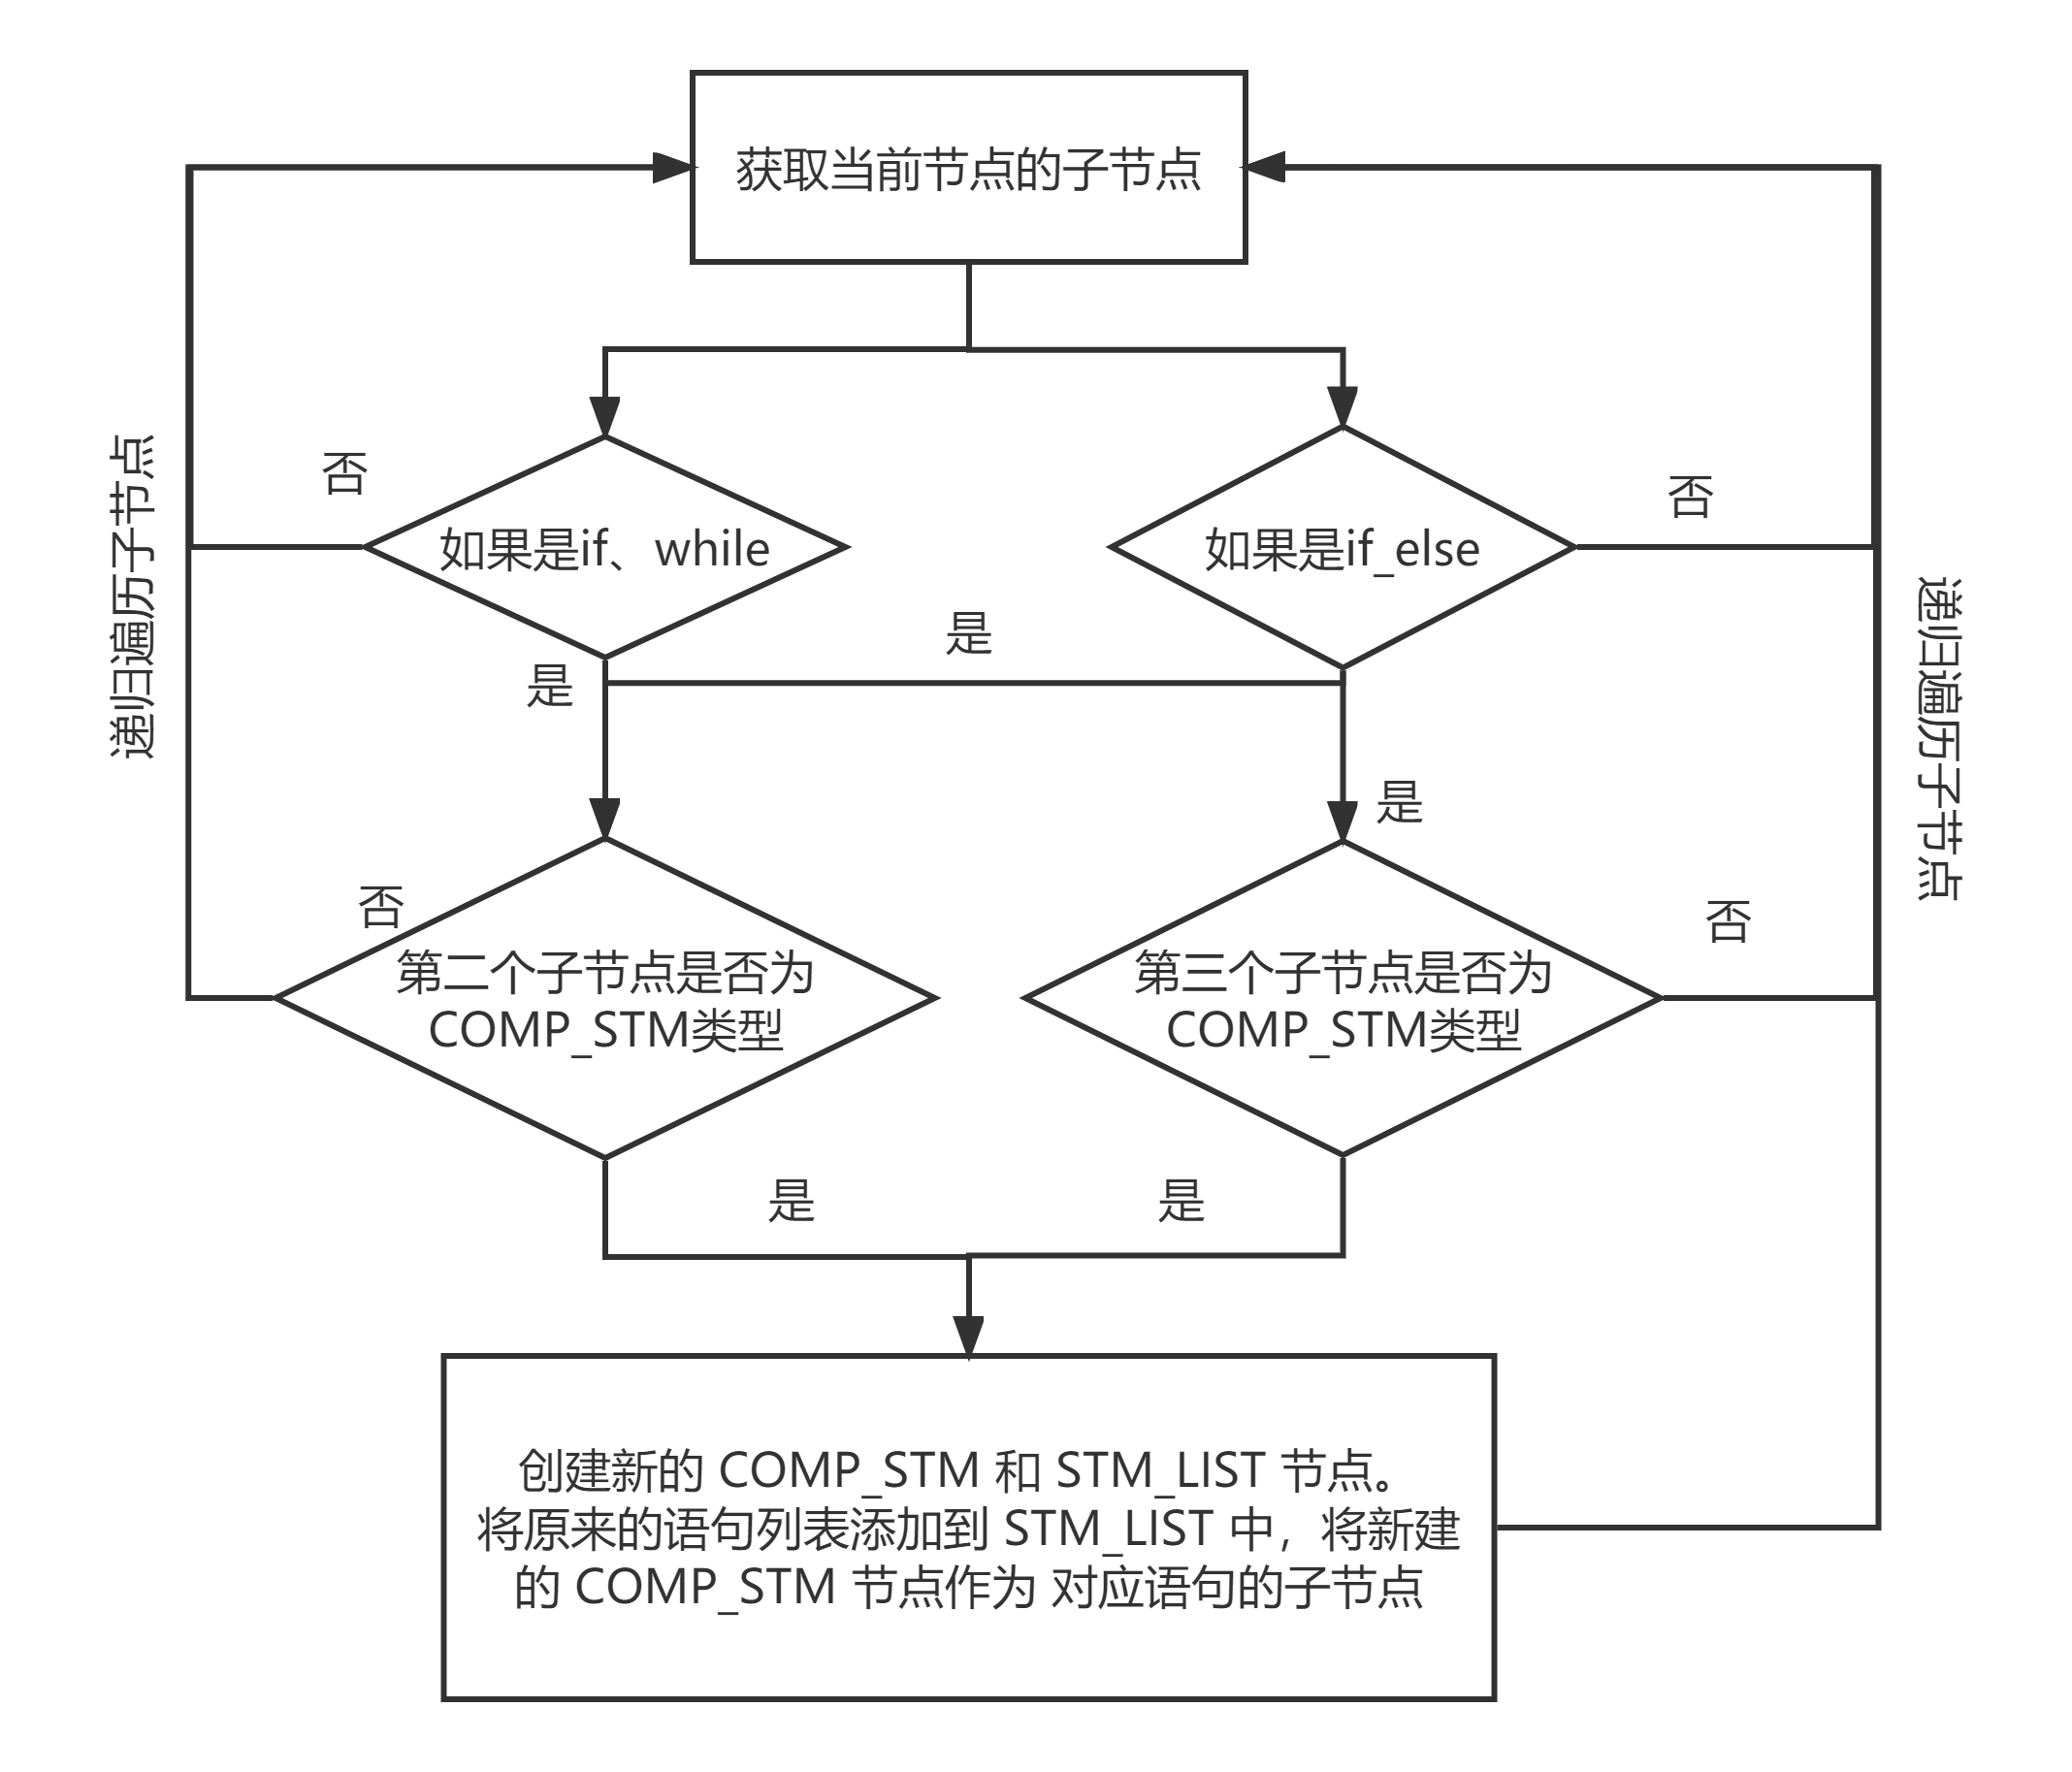 获取当前节点的子节点
否
如果是if、while
如果是if_else
否
递归遍历子节点
是
是
递归遍历子节点
是
否
第二个子节点是否为
COMP_STM类型
第三个子节点是否为
COMP_STM类型
否
是
是
创建新的 COMP_STM 和 STM_LIST 节点。
将原来的语句列表添加到 STM_LIST 中，将新建
的 COMP_STM 节点作为 对应语句的子节点